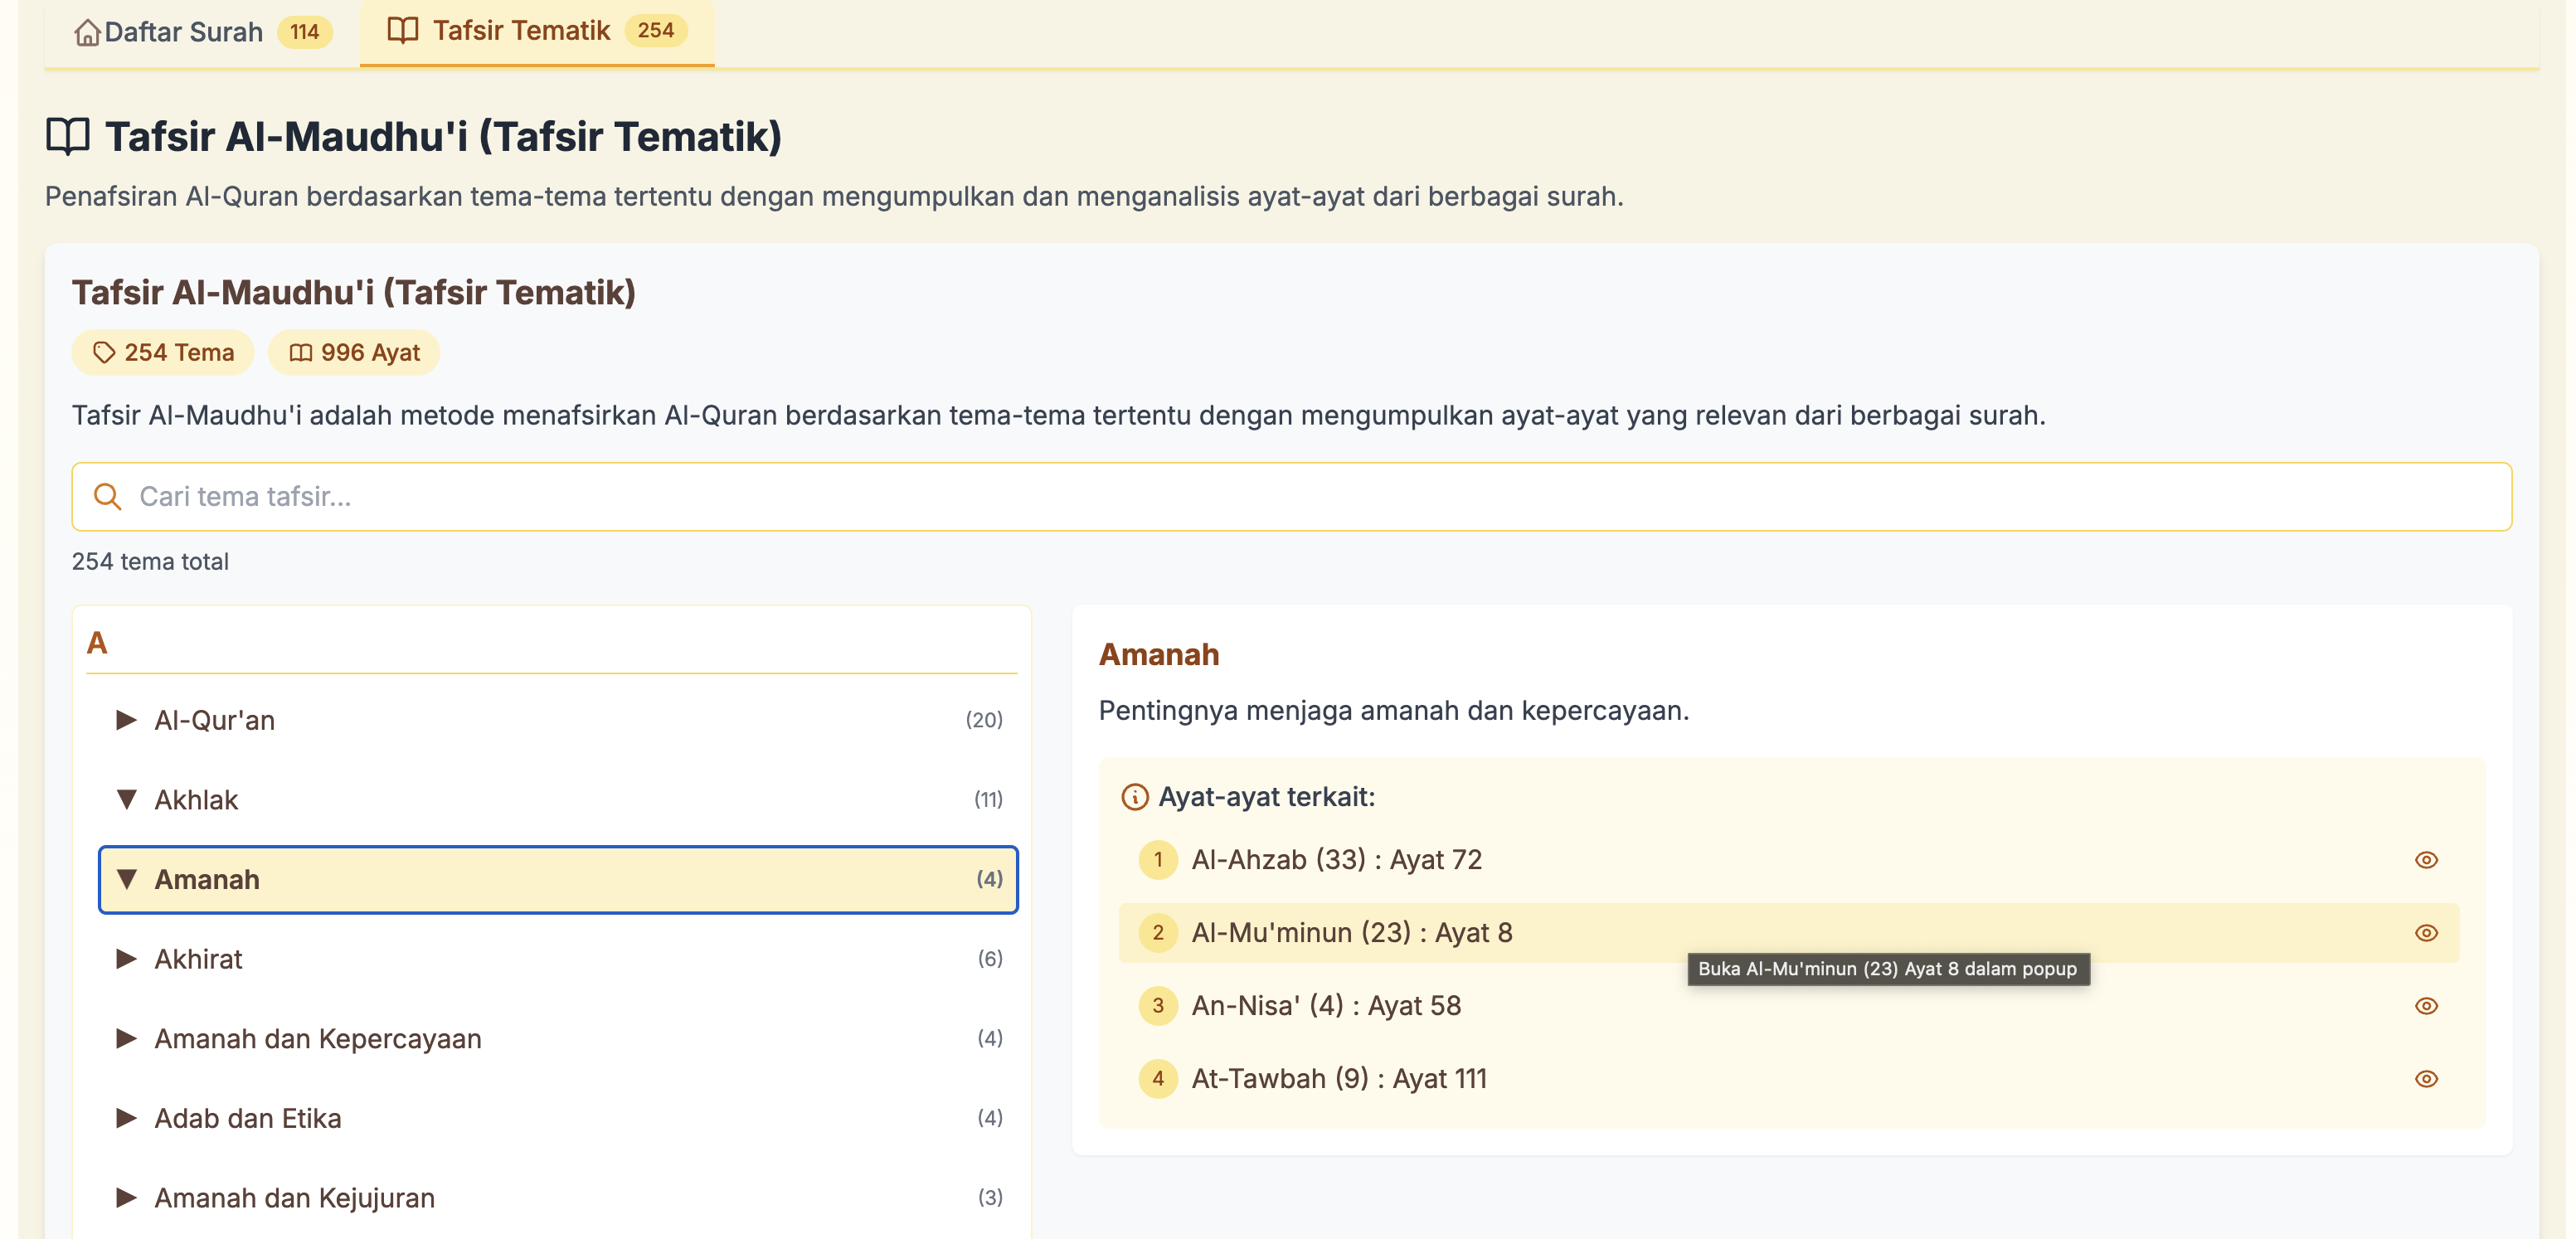 Daftar Surah 114 Tafsir Tematik 254
Tafsir Al-Maudhu'i (Tafsir Tematik)
Penafsiran Al-Quran berdasarkan tema-tema tertentu dengan mengumpulkan dan menganalisis ayat-ayat dari berbagai surah.
Tafsir Al-Maudhu'i (Tafsir Tematik)
254 Tema 996 Ayat
Tafsir Al-Maudhu'i adalah metode menafsirkan Al-Quran berdasarkan tema-tema tertentu dengan mengumpulkan ayat-ayat yang relevan dari berbagai surah.
Cari tema tafsir...
254 tema total
A
Al-Qur'an (20)
Akhlak (11)
Amanah (4)
Akhirat (6)
Amanah dan Kepercayaan (4)
Adab dan Etika (4)
Amanah dan Kejujuran (3)
Amanah
Pentingnya menjaga amanah dan kepercayaan.
Ayat-ayat terkait:
1 Al-Ahzab (33) : Ayat 72
2 Al-Mu'minun (23) : Ayat 8
Buka Al-Mu'minun (23) Ayat 8 dalam popup
3 An-Nisa' (4) : Ayat 58
4 At-Tawbah (9) : Ayat 111